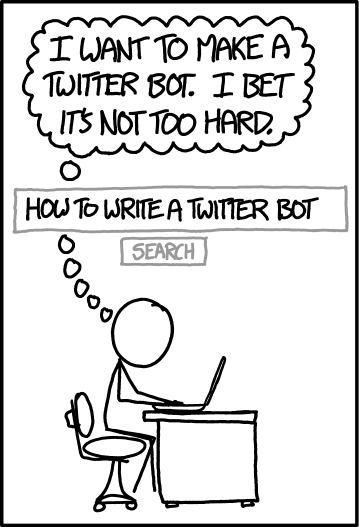 I WANT TO MAKE A
TWITTER BOT. I BET
IT'S NOT TOO HARD.
HOW TO WRITE A TWITTER BOT
SEARCH